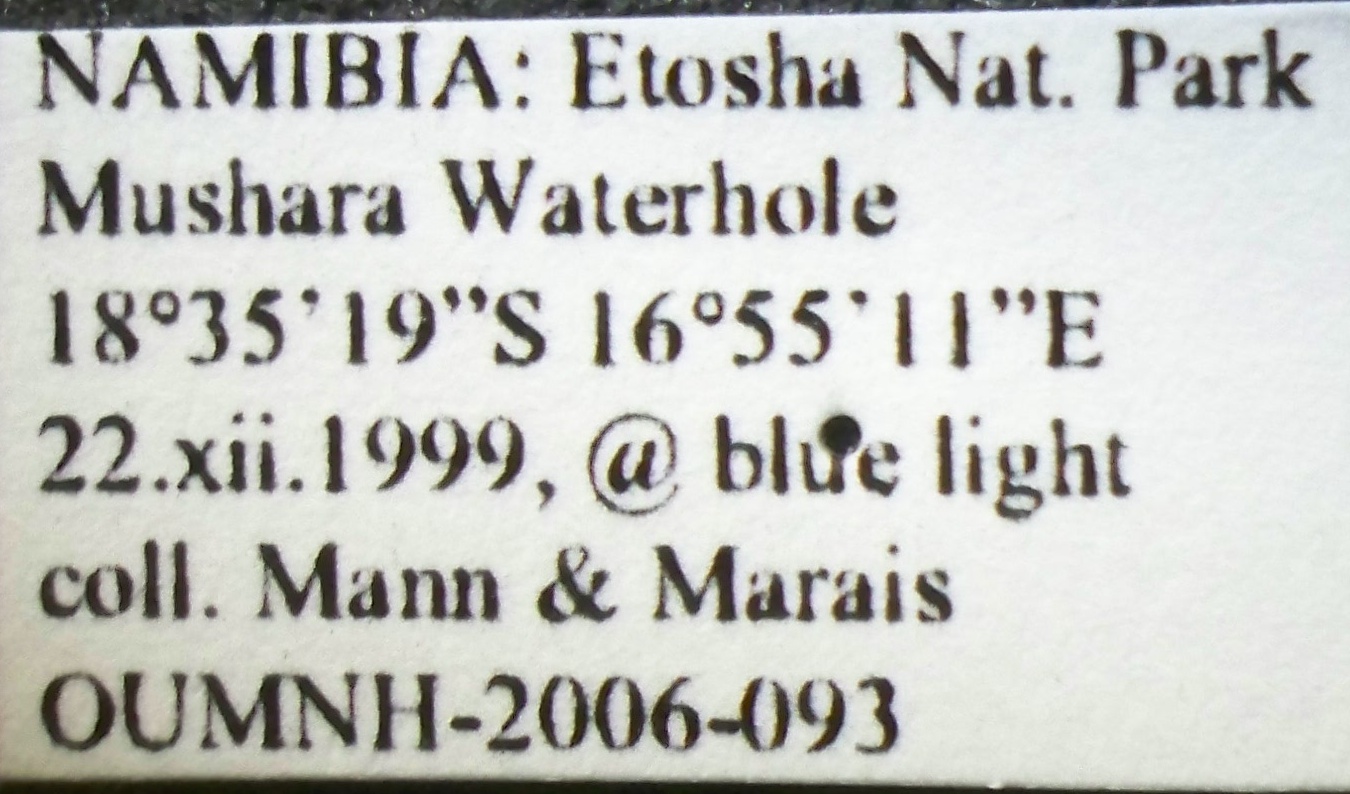 NAMIBIA: Etosha Nat. Park
Mushara Waterhole
18°35’19”S 16°55’11”E
22.xii.1999, @ blue light
coll. Mann & Marais
OUMNH-2006-093